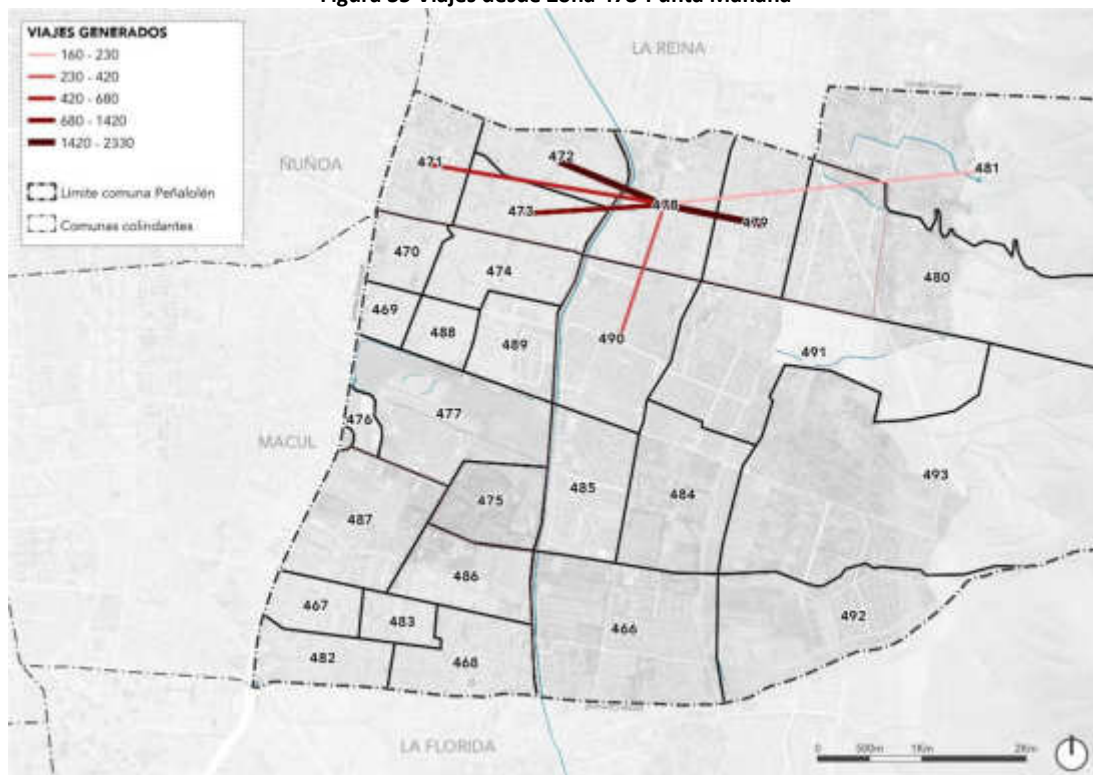 Figura 35 Viajes desde zona 478 Punta Mañana
VIAJES GENERADOS
160 - 230
230 - 420
420 - 680
680 - 1420
1420 - 2330
Límite comuna Peñalolén
Comunas colindantes
LA REINA
ÑUÑOA
MACUL
LA FLORIDA
471
472
473
478
479
481
470
474
480
469
488
489
490
491
476
477
493
475
485
484
487
486
467
483
466
492
482
468
0 500m 1Km 2Km